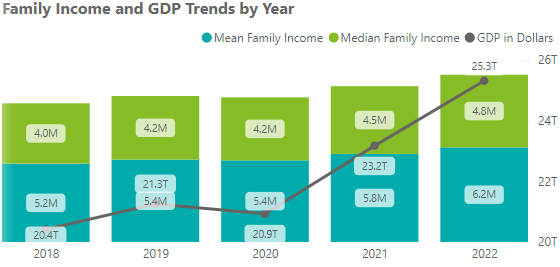 Family Income and GDP Trends by Year
Mean Family Income Median Family Income GDP in Dollars
25.3T 26T
4.0M 4.2M 4.2M 4.5M 4.8M
24T
23.2T
5.2M 21.3T 5.4M 5.4M 5.8M 6.2M
22T
20.4T 20.9T
20T
2018 2019 2020 2021 2022